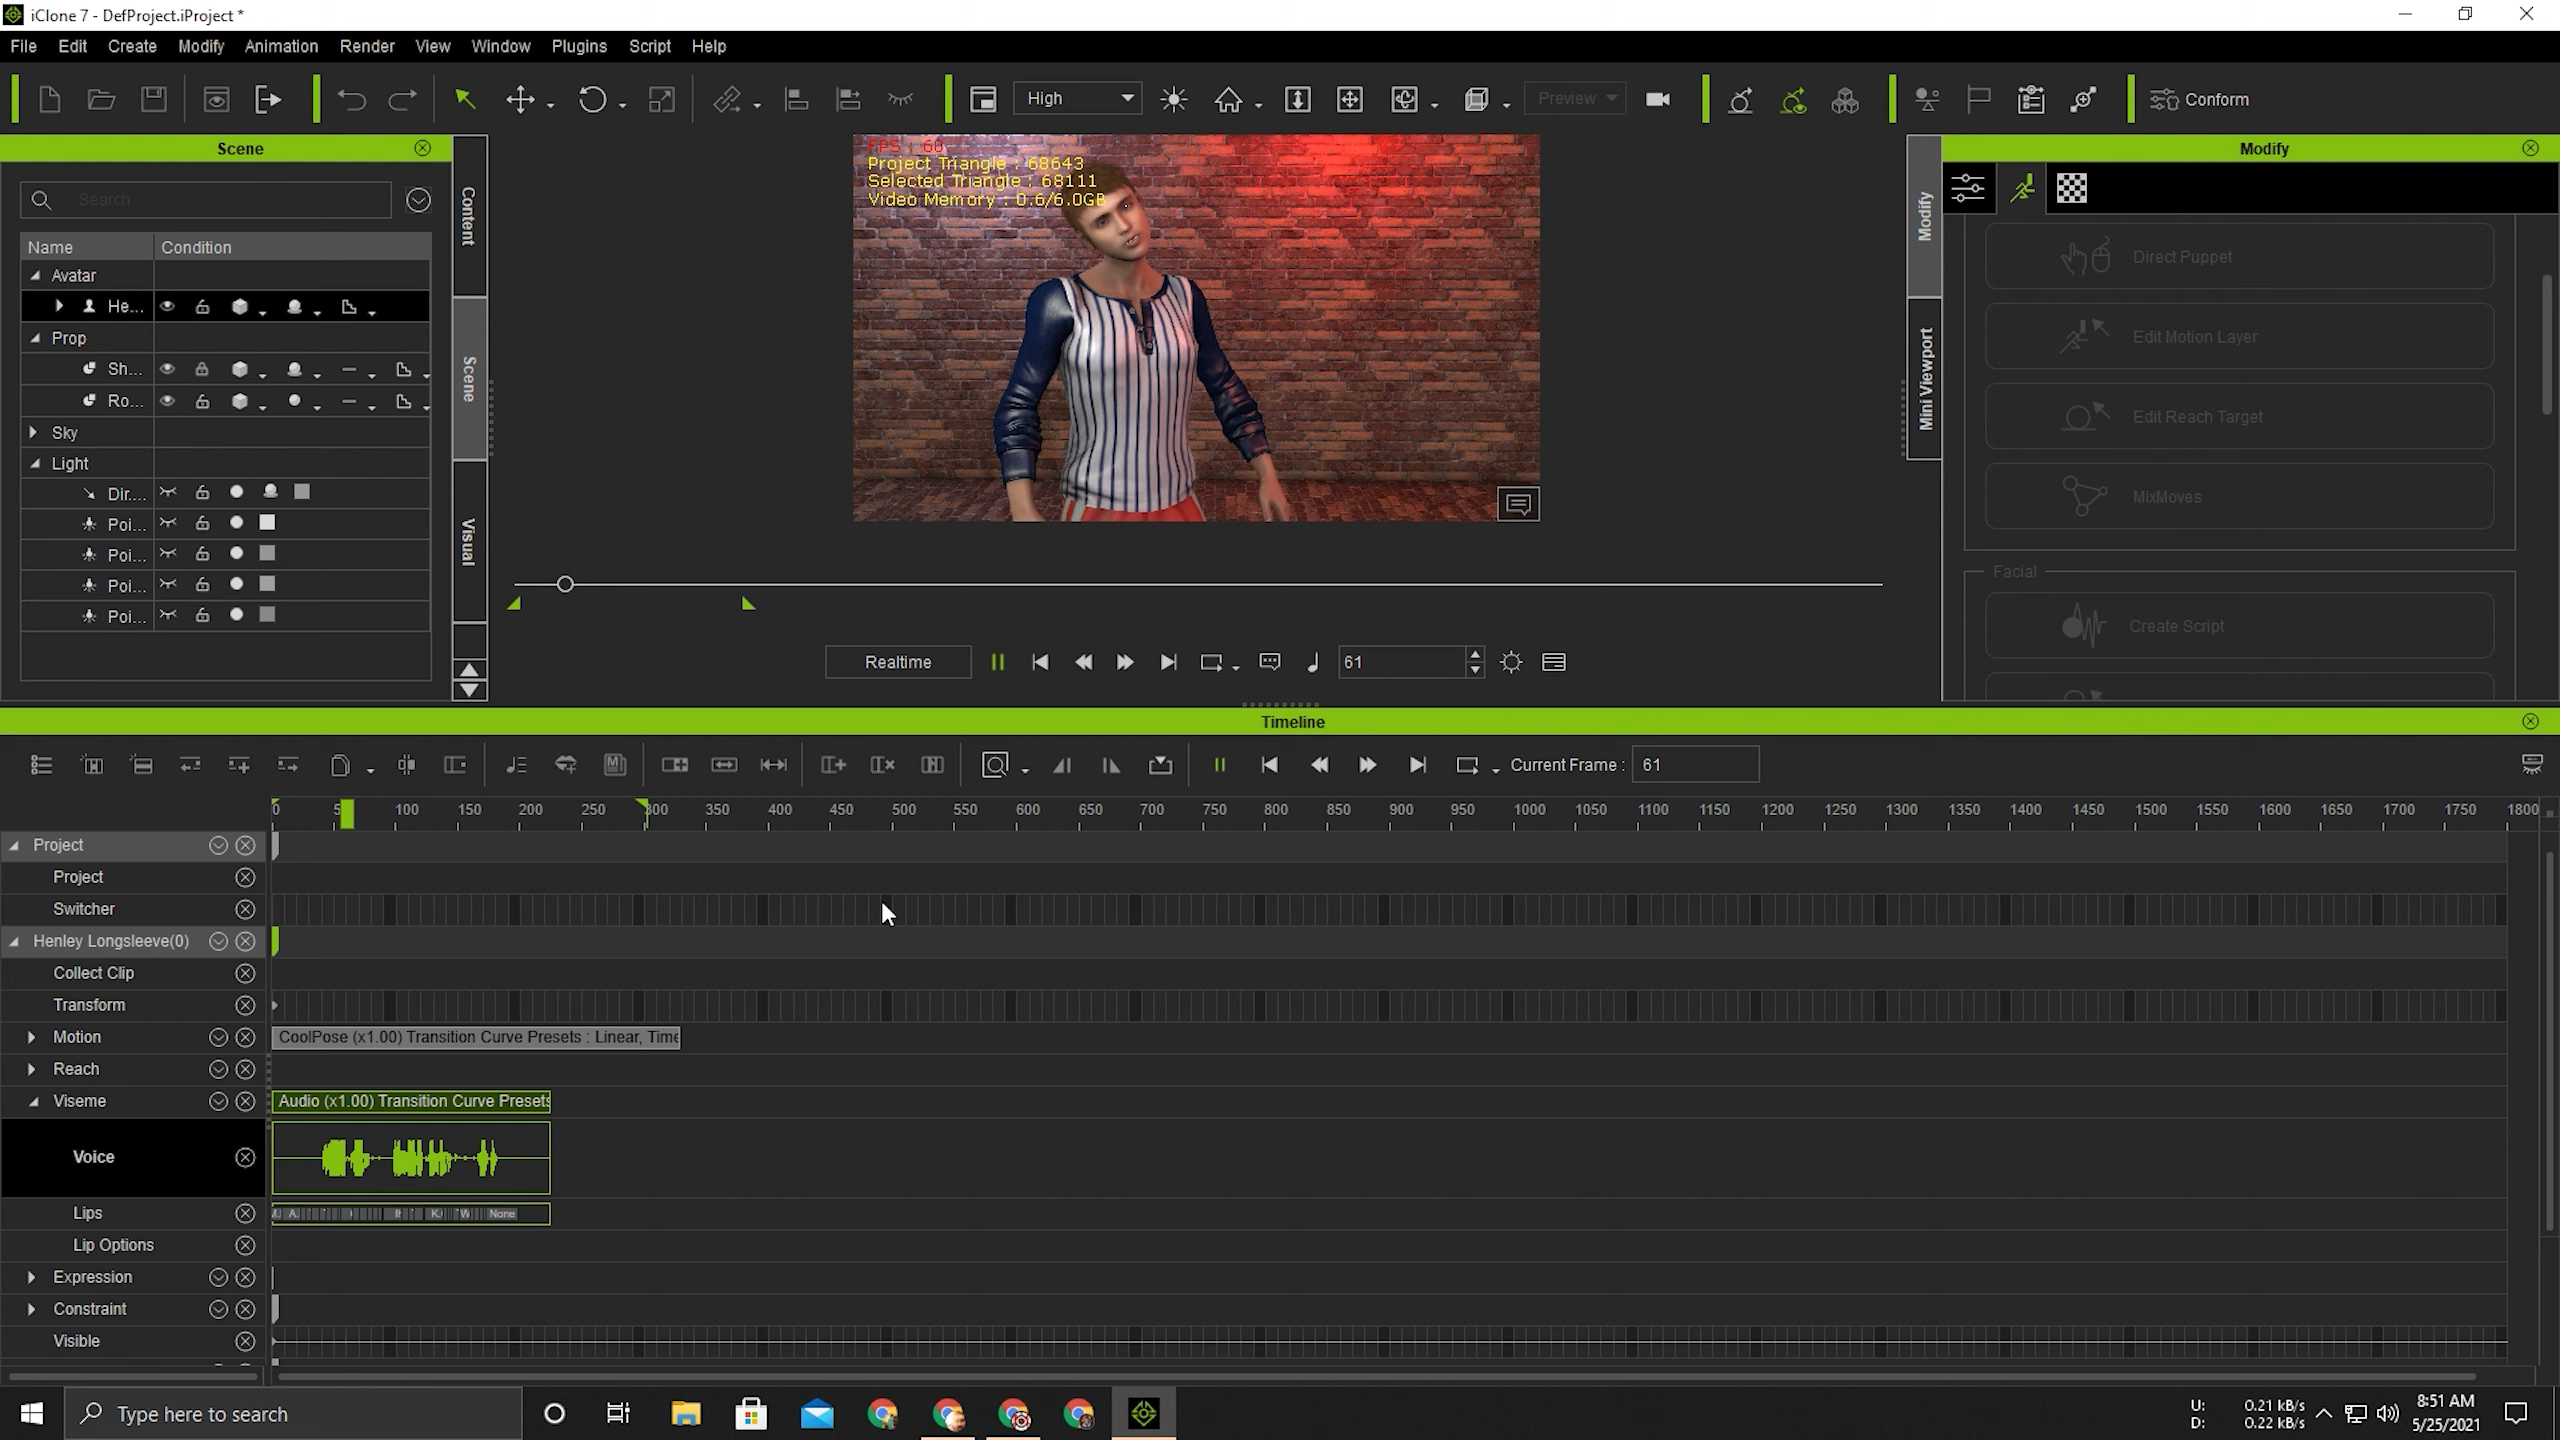 iClone 7 - DefProject.iProject *
File Edit Create Modify Animation Render View Window Plugins Script Help
High Preview Conform
Scene
Search
Name Condition
Avatar
He...
Prop
Sh...
Ro...
Sky
Light
Dir....
Poi...
Poi...
Poi...
Poi...
Content
Scene
Visual
FPS : 60
Project Triangle : 68643
Selected Triangle : 68111
Video Memory : 0.6/6.0GB
Realtime 61
Modify
Mini Viewport
Modify
Direct Puppet
Edit Motion Layer
Edit Reach Target
MixMoves
Facial
Create Script
Timeline
Current Frame : 61
0 100 150 200 250 300 350 400 450 500 550 600 650 700 750 800 850 900 950 1000 1050 1100 1150 1200 1250 1300 1350 1400 1450 1500 1550 1600 1650 1700 1750 1800
Project
Project
Switcher
Henley Longsleeve(0)
Collect Clip
Transform
Motion CoolPose (x1.00) Transition Curve Presets : Linear, Time
Reach
Viseme Audio (x1.00) Transition Curve Presets
Voice
Lips A. K W None
Lip Options
Expression
Constraint
Visible
Type here to search
U: 0.21 kB/s
D: 0.22 kB/s
8:51 AM
5/25/2021